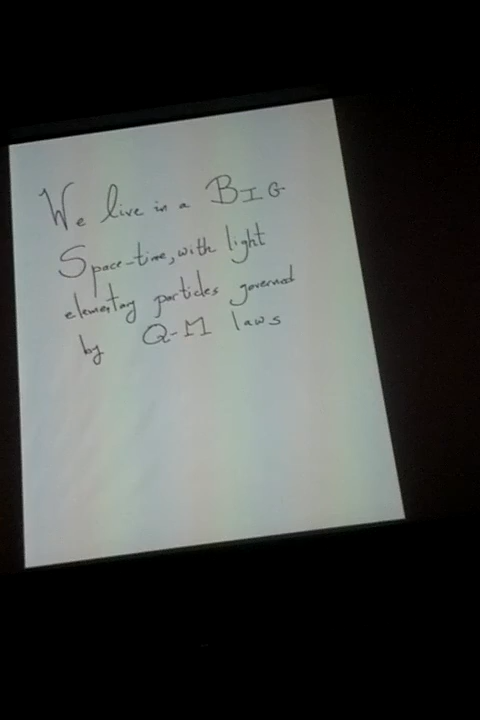 We live in a BIG
Space-time, with light
elementary particles governed
by Q-M laws